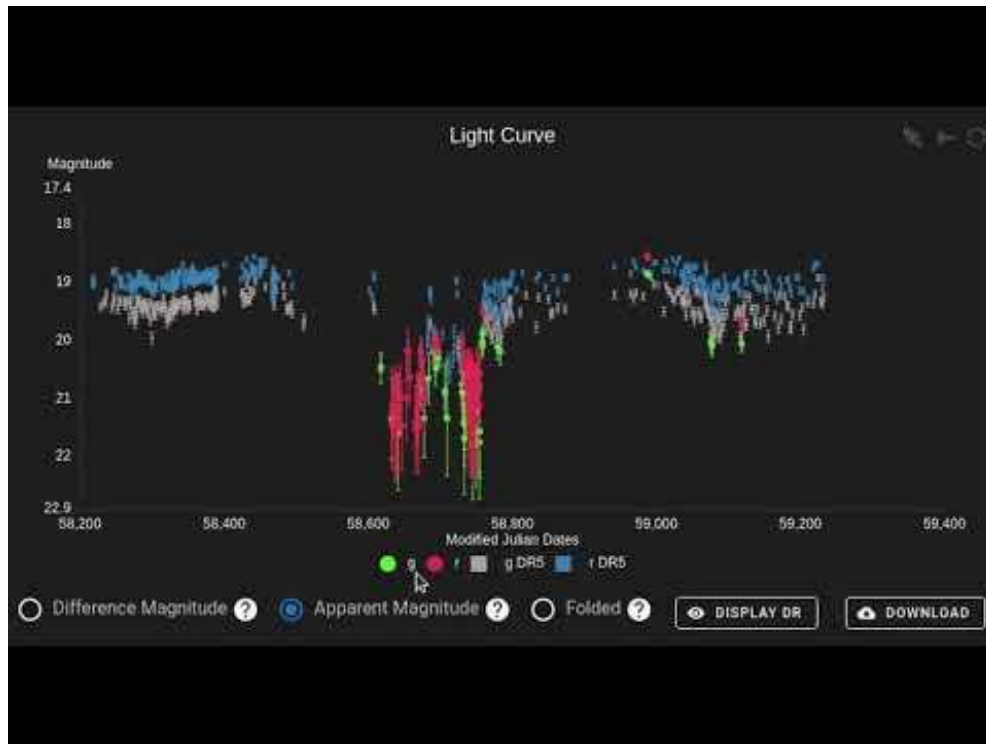 Light Curve
Magnitude
17.4
18
19
20
21
22
22.9
58,200 58,400 58,600 58,800 59,000 59,200 59,400
Modified Julian Dates
g r g DR5 r DR5
Difference Magnitude ? Apparent Magnitude ? Folded ? DISPLAY DR DOWNLOAD